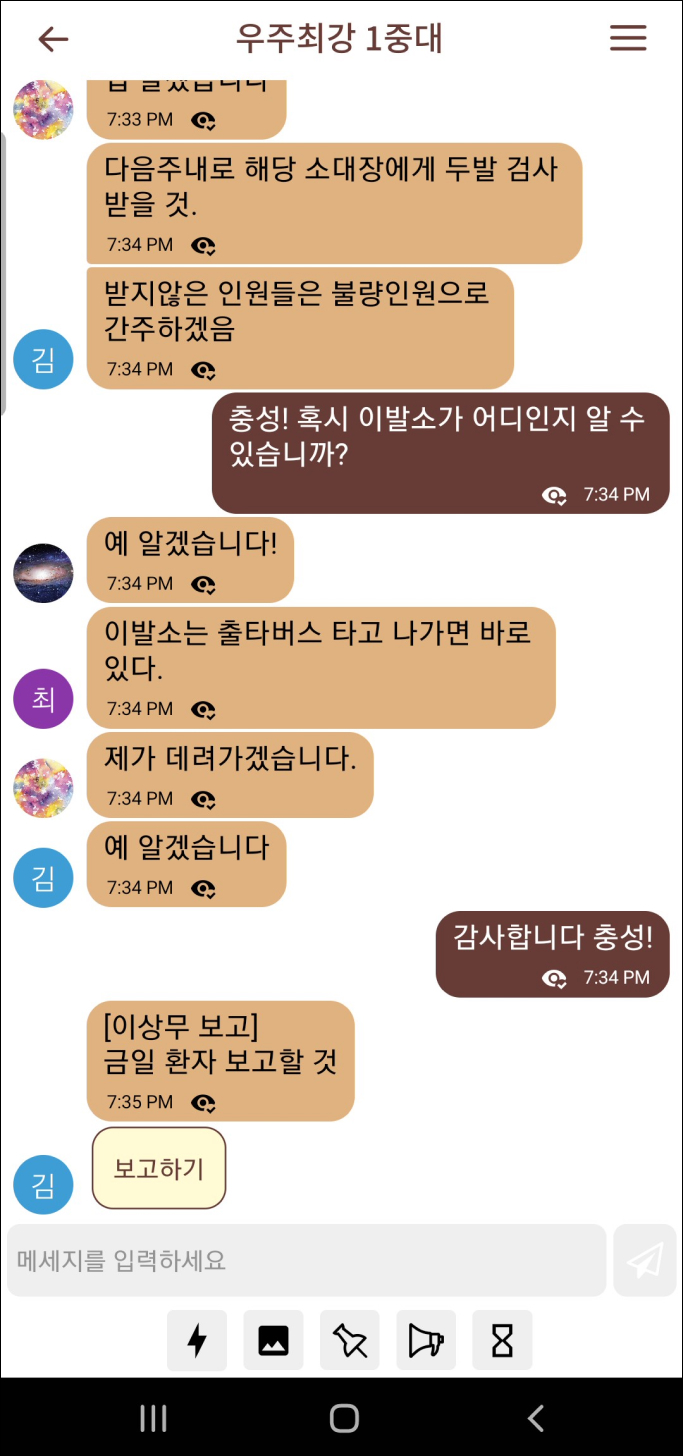 우주최강 1중대
7:33 PM
다음주내로 해당 소대장에게 두발 검사
받을 것.
7:34 PM
받지않은 인원들은 불량인원으로
간주하겠음
7:34 PM
김
충성! 혹시 이발소가 어디인지 알 수
있습니까?
7:34 PM
예 알겠습니다!
7:34 PM
이발소는 출타버스 타고 나가면 바로
있다.
7:34 PM
최
제가 데려가겠습니다.
7:34 PM
예 알겠습니다
7:34 PM
김
감사합니다 충성!
7:34 PM
[이상무 보고]
금일 환자 보고할 것
7:35 PM
보고하기
김
메세지를 입력하세요